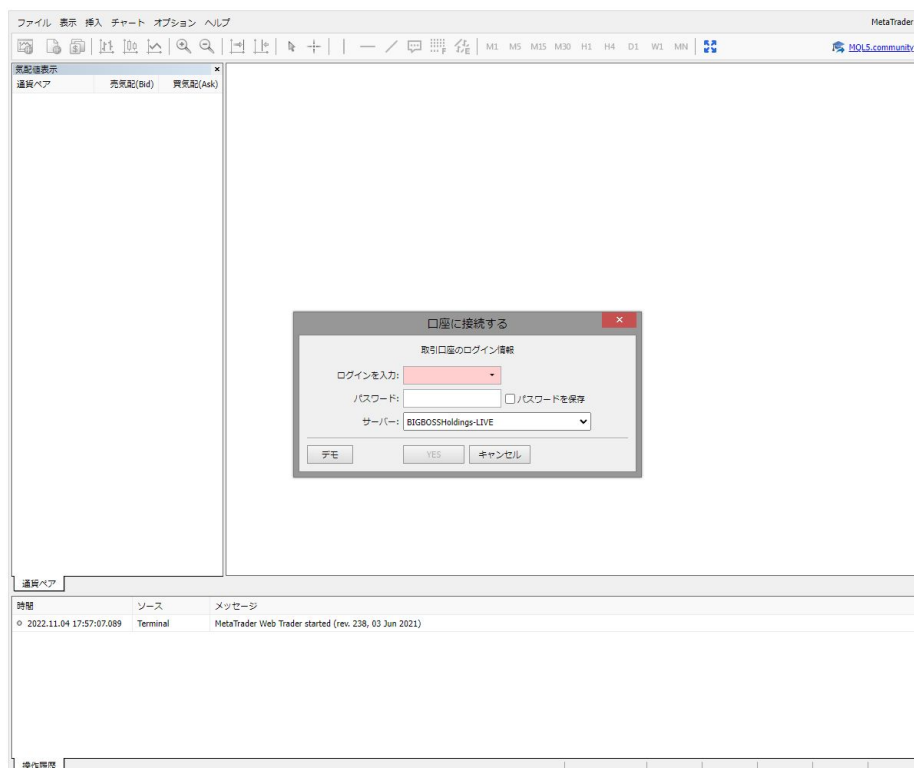 ファイル 表示 挿入 チャート オプション ヘルプ MetaTrader
M1 M5 M15 M30 H1 H4 D1 W1 MN MQL5.community
気配値表示
通貨ペア 売気配(Bid) 買気配(Ask)
口座に接続する
取引口座のログイン情報
ログインを入力:
パスワード: パスワードを保存
サーバー: BIGBOSSHoldings-LIVE
デモ YES キャンセル
通貨ペア
時間 ソース メッセージ
2022.11.04 17:57:07.089 Terminal MetaTrader Web Trader started (rev. 238, 03 Jun 2021)
操作履歴